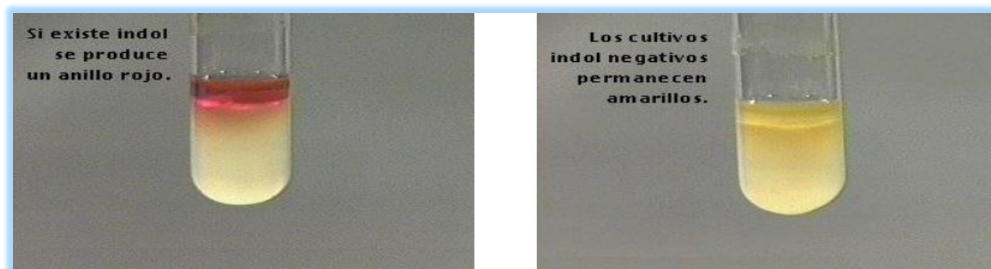 Si existe indol
se produce
un anillo rojo.
Los cultivos
indol negativos
permanecen
amarillos.